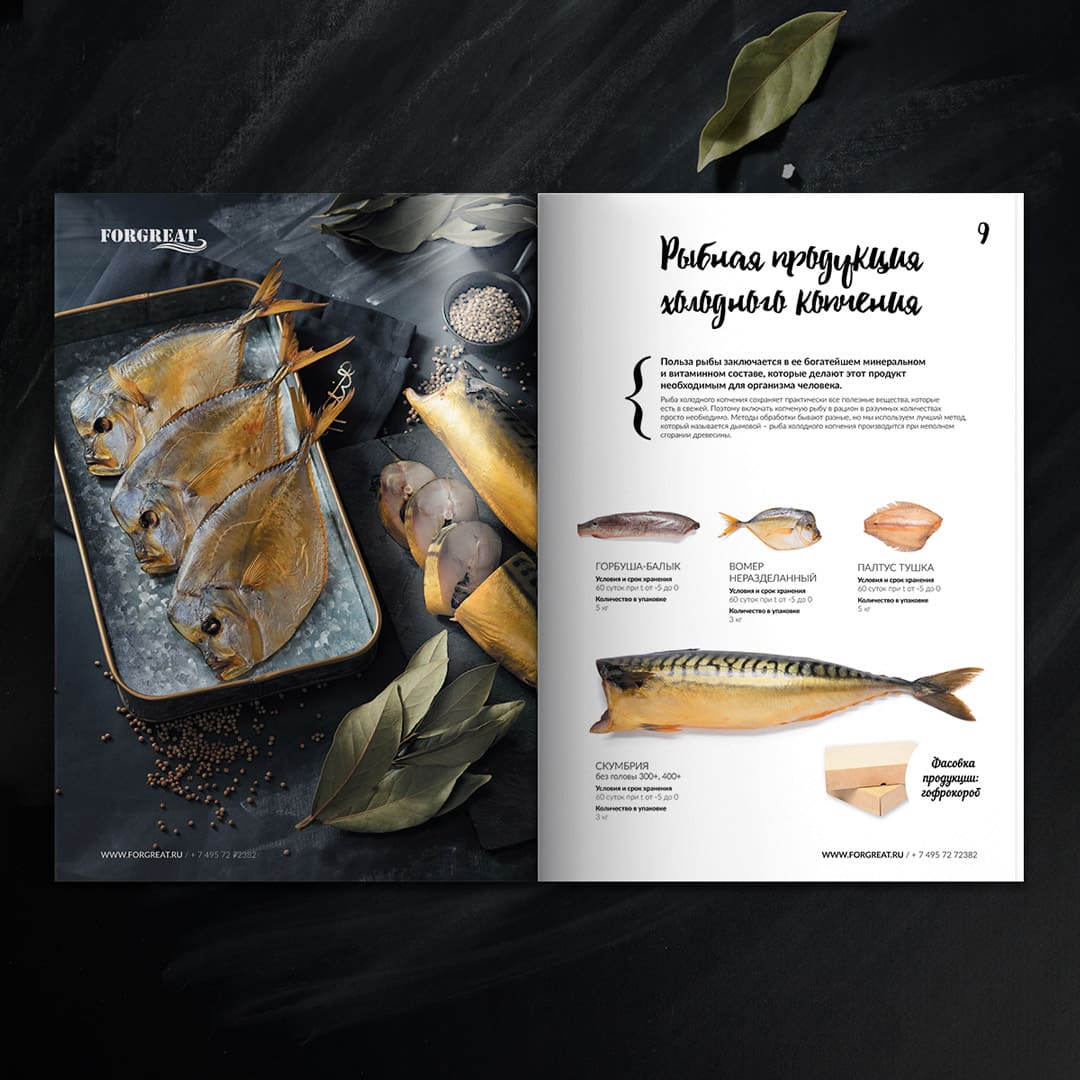 FORGREAT
WWW.FORGREAT.RU / + 7 495 72 72382
9
Рыбная продукция
холодного копчения
Польза рыбы заключается в ее богатейшем минеральном
и витаминном составе, которые делают этот продукт
необходимым для организма человека.
Рыба холодного копчения сохраняет практически все полезные вещества, которые
есть в свежей. Поэтому включать копченую рыбу в рацион в разумных количествах
просто необходимо. Методы обработки бывают разные, но мы используем лучший метод,
который называется дымовой – рыба холодного копчения производится при неполном
сгорании древесины.
ГОРБУША-БАЛЫК
Условия и срок хранения
60 суток при t от -5 до 0
Количество в упаковке
5 кг
ВОМЕР
НЕРАЗДЕЛАННЫЙ
Условия и срок хранения
60 суток при t от -5 до 0
Количество в упаковке
3 кг
ПАЛТУС ТУШКА
Условия и срок хранения
60 суток при t от -5 до 0
Количество в упаковке
5 кг
СКУМБРИЯ
без головы 300+, 400+
Условия и срок хранения
60 суток при t от -5 до 0
Количество в упаковке
3 кг
Фасовка
продукции:
гофрокороб
WWW.FORGREAT.RU / + 7 495 72 72382